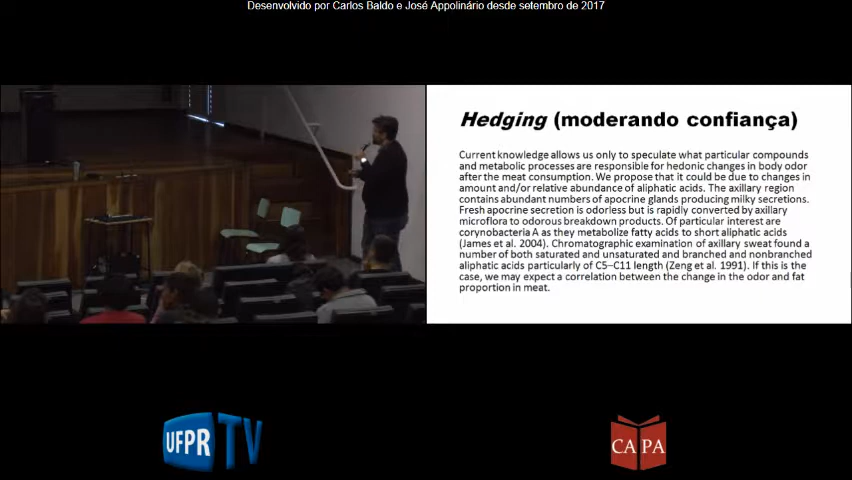 Desenvolvido por Carlos Baldo e José Appolinário desde setembro de 2017
Hedging (moderando confiança)
Current knowledge allows us only to speculate what particular compounds
and metabolic processes are responsible for hedonic changes in body odor
after the meat consumption. We propose that it could be due to changes in
amount and/or relative abundance of aliphatic acids. The axillary region
contains abundant numbers of apocrine glands producing milky secretions.
Fresh apocrine secretion is odorless but is rapidly converted by axillary
microflora to odorous breakdown products. Of particular interest are
corynobacteria A as they metabolize fatty acids to short aliphatic acids
(James et al. 2004). Chromatographic examination of axillary sweat found a
number of both saturated and unsaturated and branched and nonbranched
aliphatic acids particularly of C5–C11 length (Zeng et al. 1991). If this is the
case, we may expect a correlation between the change in the odor and fat
proportion in meat.
UFPR TV
CAPA